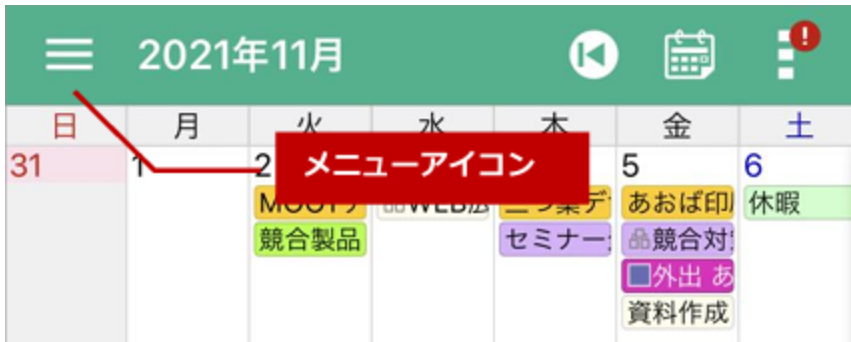 2021年11月
!
日 月 火 水 木 金 土
メニューアイコン
31 1 2 5 6
あおば印 休暇
競合製品 セミナー 競合対
外出 あ
資料作成